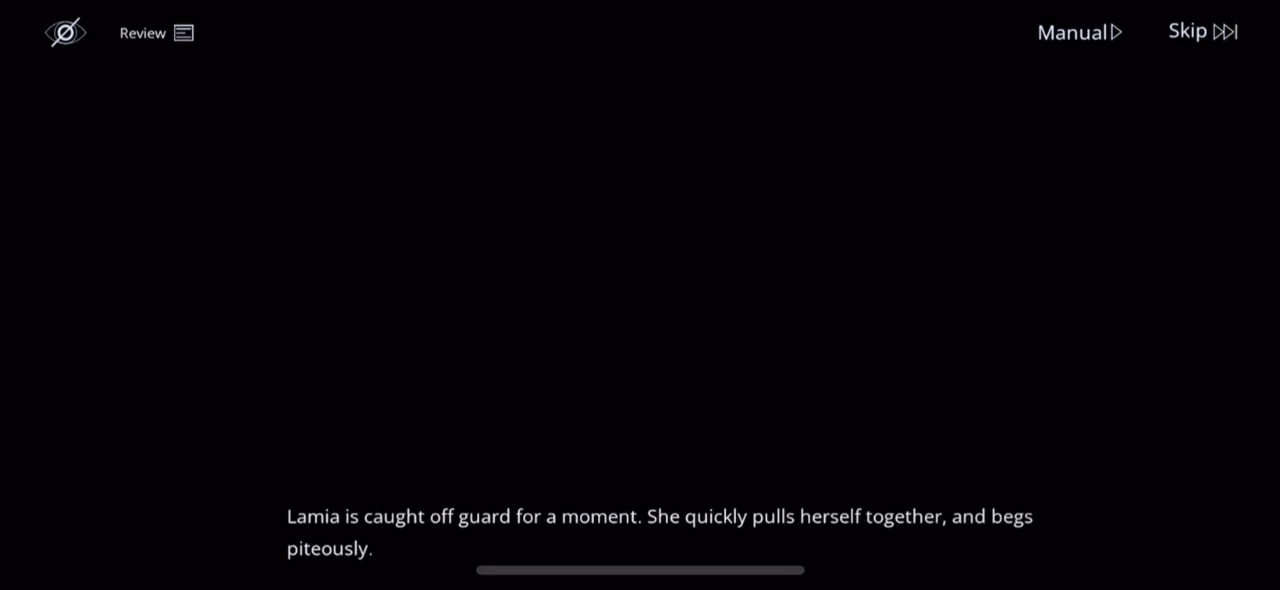 Review
Manual
Skip
Lamia is caught off guard for a moment. She quickly pulls herself together, and begs
piteously.